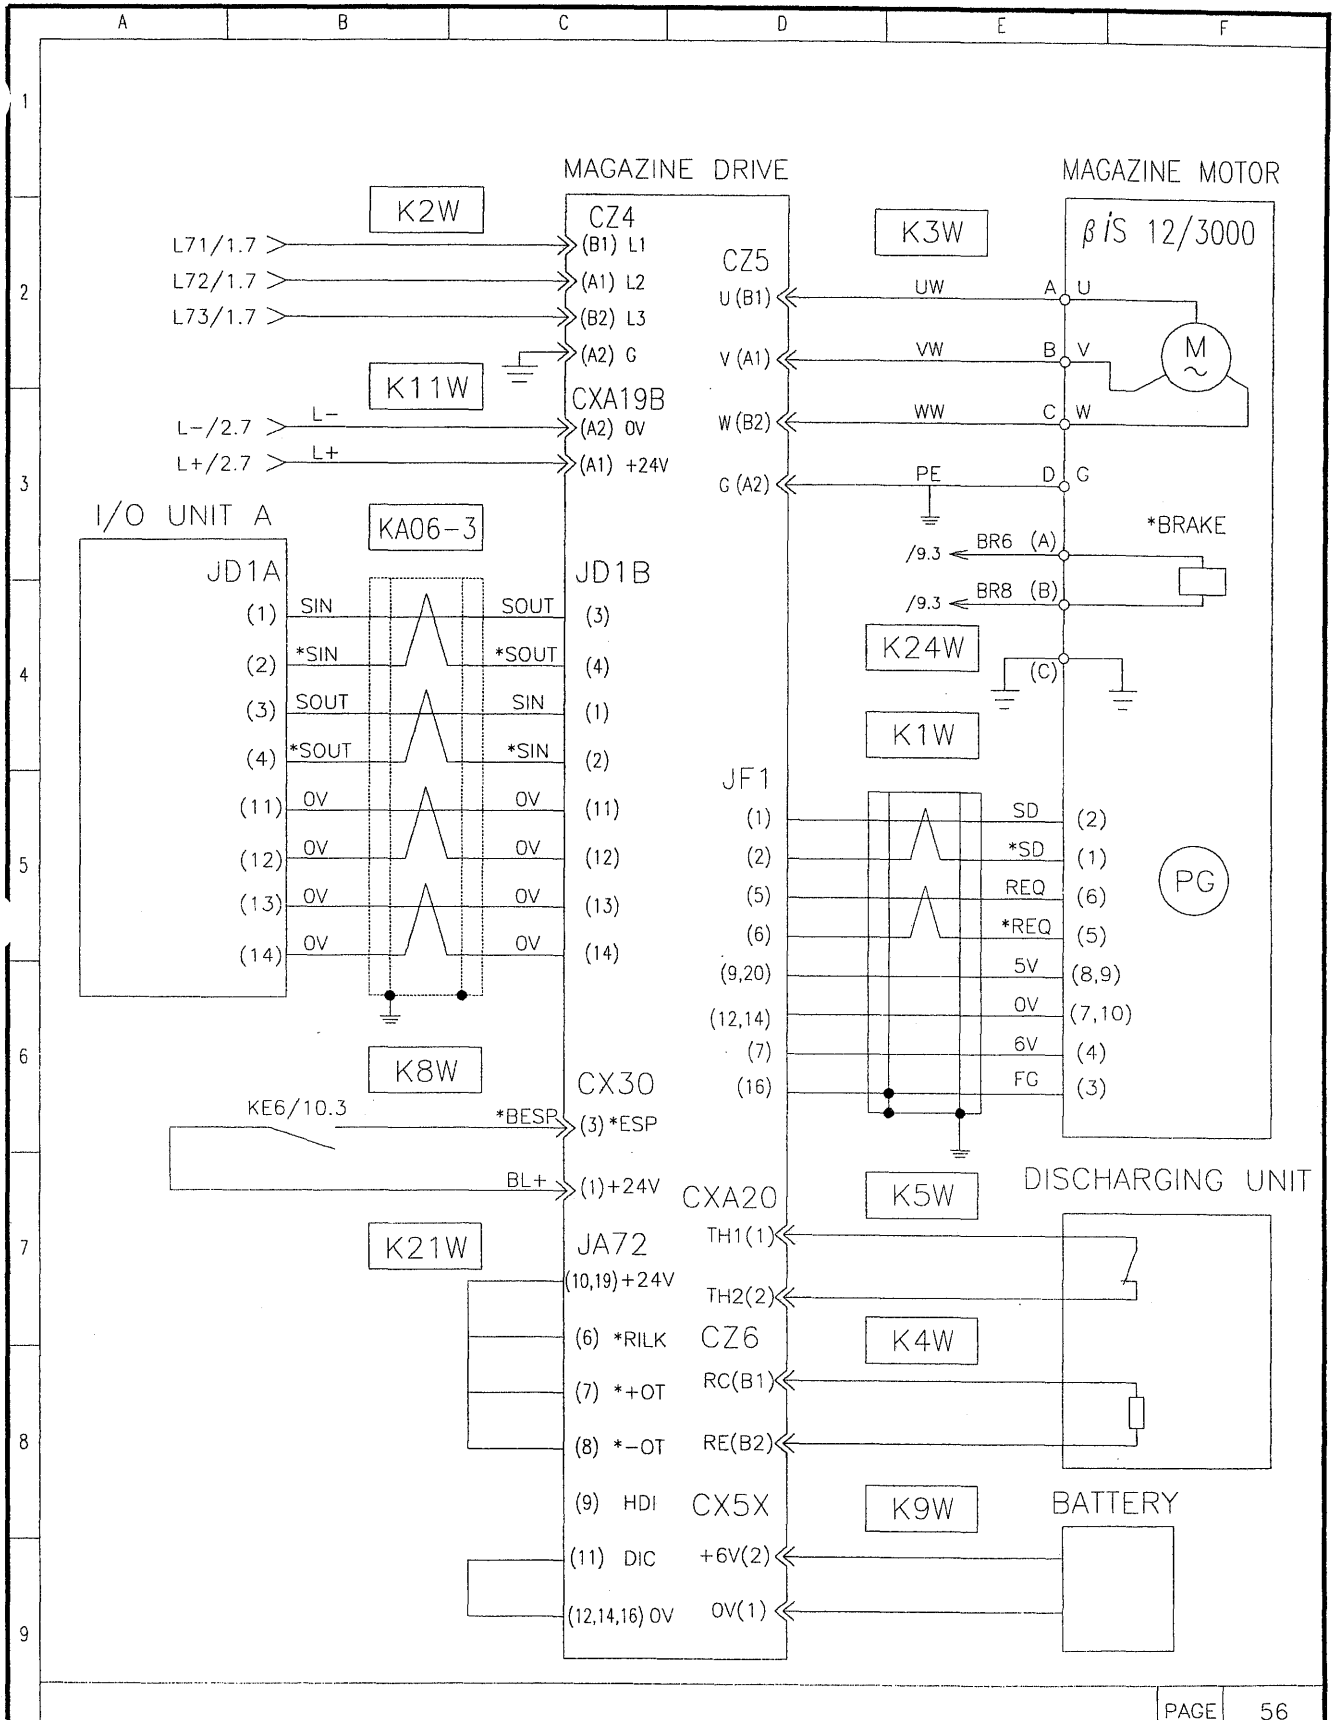 A B C D E F
1
2
3
4
5
6
7
8
9
MAGAZINE DRIVE
K2W
CZ4
L71/1.7 (B1) L1
L72/1.7 (A1) L2
L73/1.7 (B2) L3
(A2) G
K11W
CXA19B
L-/2.7 L- (A2) 0V
L+/2.7 L+ (A1) +24V
I/O UNIT A
KA06-3
JD1A JD1B
(1) SIN SOUT (3)
(2) *SIN *SOUT (4)
(3) SOUT SIN (1)
(4) *SOUT *SIN (2)
(11) 0V 0V (11)
(12) 0V 0V (12)
(13) 0V 0V (13)
(14) 0V 0V (14)
K8W
CX30
KE6/10.3 *BESP (3) *ESP
BL+ (1)+24V
K21W
JA72
(10,19)+24V
(6) *RILK
(7) *+OT
(8) *-OT
(9) HDI
(11) DIC
(12,14,16) 0V
MAGAZINE MOTOR
K3W
βiS 12/3000
CZ5
U (B1) UW A U
V (A1) VW B V
W (B2) WW C W
G (A2) PE D G
M
~
*BRAKE
/9.3 BR6 (A)
/9.3 BR8 (B)
K24W
(C)
K1W
JF1
(1) SD (2)
(2) *SD (1)
(5) REQ (6)
(6) *REQ (5)
(9,20) 5V (8,9)
(12,14) 0V (7,10)
(7) 6V (4)
(16) FG (3)
PG
DISCHARGING UNIT
K5W
CXA20
TH1(1)
TH2(2)
K4W
CZ6
RC(B1)
RE(B2)
K9W
BATTERY
CX5X
+6V(2)
0V(1)
PAGE 56